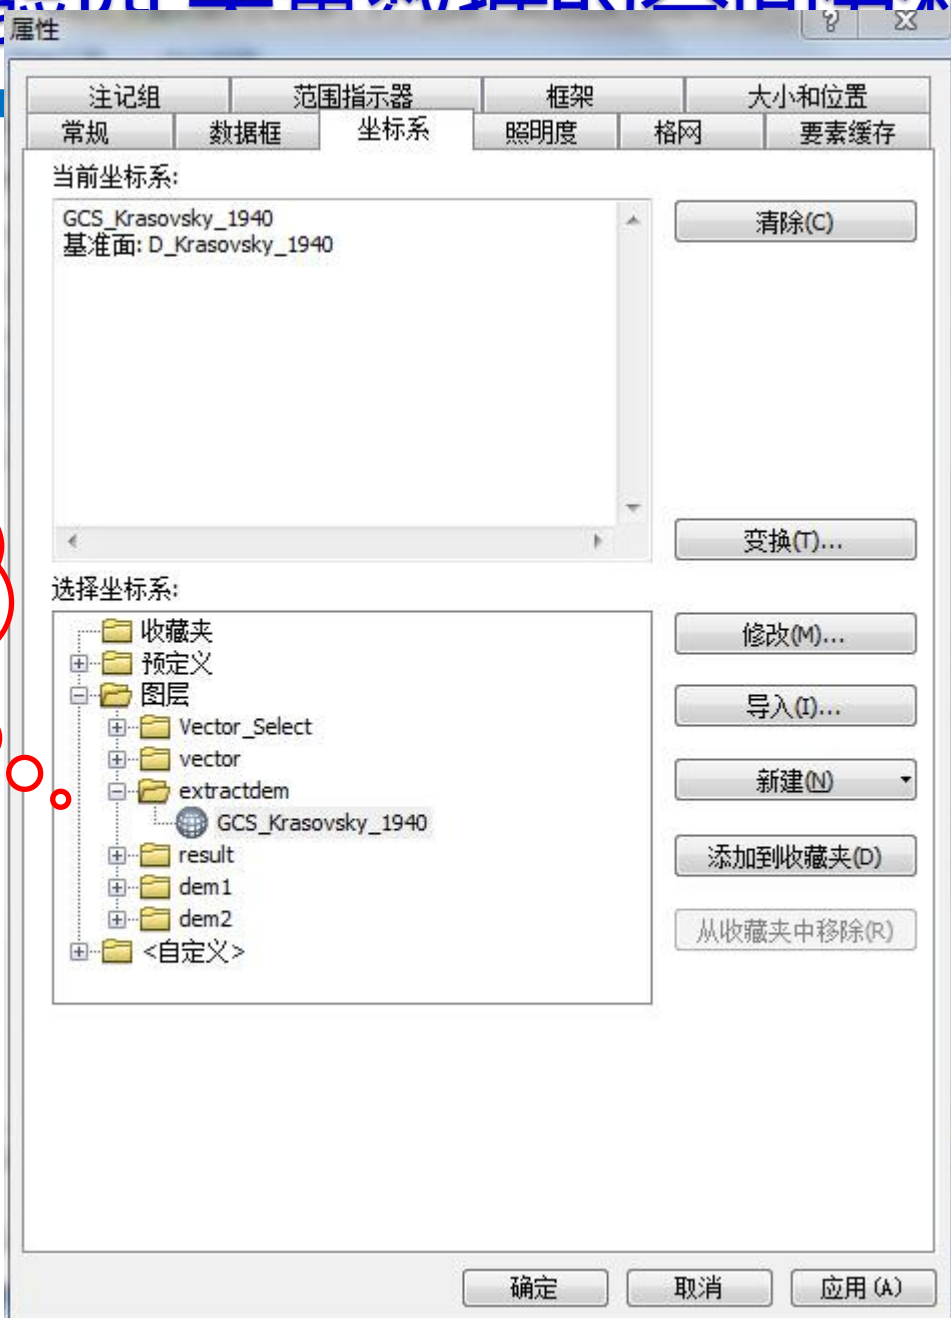 属性
注记组 范围指示器 框架 大小和位置
常规 数据框 坐标系 照明度 格网 要素缓存
当前坐标系:
GCS_Krasovsky_1940
基准面: D_Krasovsky_1940
清除(C)
变换(T)...
选择坐标系:
收藏夹
预定义
图层
Vector_Select
vector
extractdem
GCS_Krasovsky_1940
result
dem1
dem2
<自定义>
修改(M)...
导入(I)...
新建(N)
添加到收藏夹(D)
从收藏夹中移除(R)
确定 取消 应用(A)